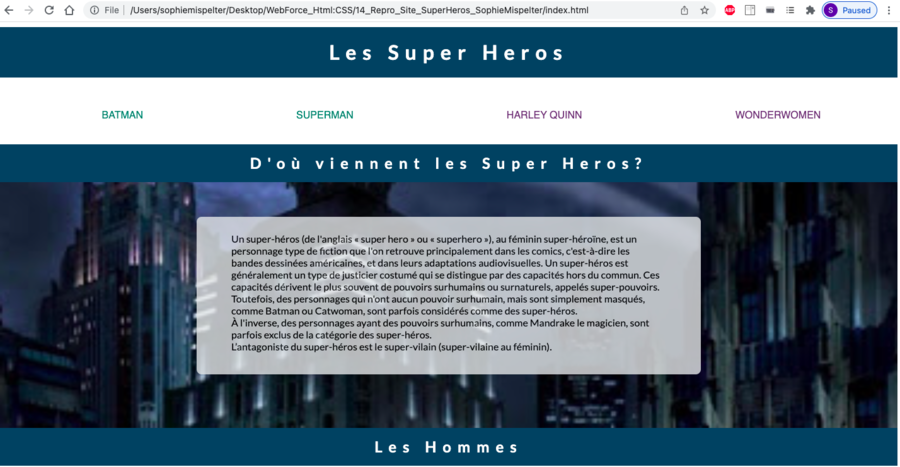 File /Users/sophiemispelter/Desktop/WebForce_Html:CSS/14_Repro_Site_SuperHeros_SophieMispelter/index.html ABP S Paused
Les Super Heros
BATMAN SUPERMAN HARLEY QUINN WONDERWOMEN
D'où viennent les Super Heros?
Un super-héros (de l'anglais « super hero » ou « superhero »), au féminin super-héroïne, est un
personnage type de fiction que l'on retrouve principalement dans les comics, c'est-à-dire les
bandes dessinées américaines, et dans leurs adaptations audiovisuelles. Un super-héros est
généralement un type de justicier costumé qui se distingue par des capacités hors du commun. Ces
capacités dérivent le plus souvent de pouvoirs surhumains ou surnaturels, appelés super-pouvoirs.
Toutefois, des personnages qui n'ont aucun pouvoir surhumain, mais sont simplement masqués,
comme Batman ou Catwoman, sont parfois considérés comme des super-héros.
À l'inverse, des personnages ayant des pouvoirs surhumains, comme Mandrake le magicien, sont
parfois exclus de la catégorie des super-héros.
L'antagoniste du super-héros est le super-vilain (super-vilaine au féminin).
Les Hommes